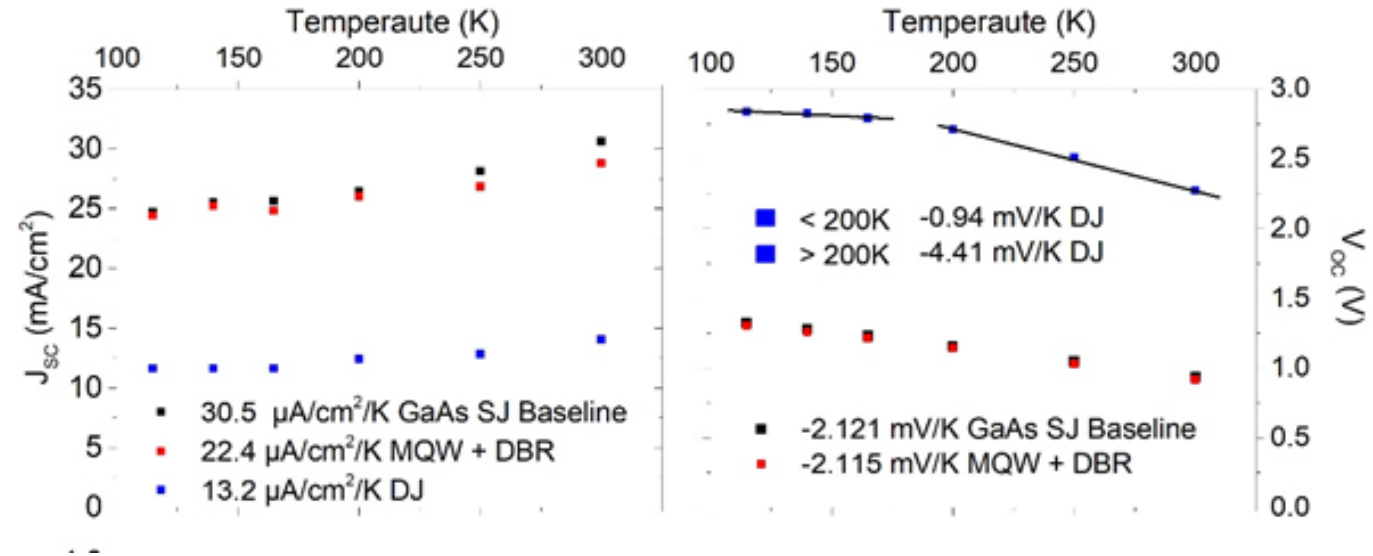 Temperaute (K)
100 150 200 250 300
35
30
25
20
15
10
5
0
J_SC (mA/cm²)
30.5 µA/cm²/K GaAs SJ Baseline
22.4 µA/cm²/K MQW + DBR
13.2 µA/cm²/K DJ
Temperaute (K)
100 150 200 250 300
3.0
2.5
2.0
1.5
1.0
0.5
0.0
V_OC (V)
< 200K -0.94 mV/K DJ
> 200K -4.41 mV/K DJ
-2.121 mV/K GaAs SJ Baseline
-2.115 mV/K MQW + DBR